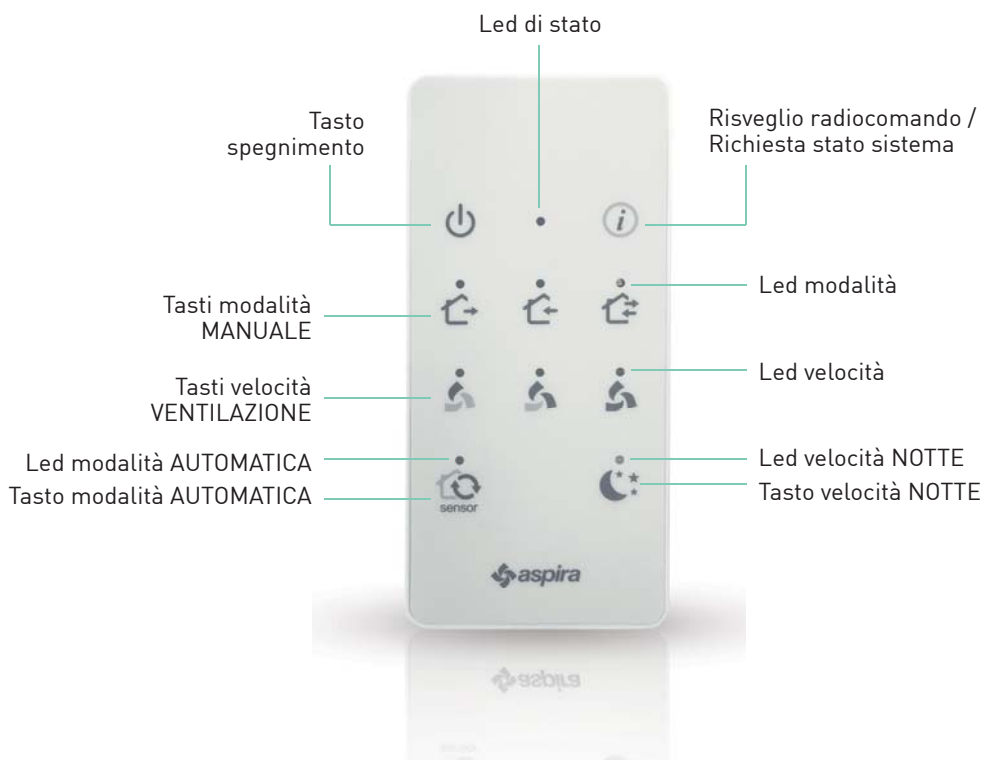 Led di stato
Tasto
spegnimento
Risveglio radiocomando /
Richiesta stato sistema
i
Tasti modalità
MANUALE
Led modalità
Tasti velocità
VENTILAZIONE
Led velocità
Led modalità AUTOMATICA
Tasto modalità AUTOMATICA
Led velocità NOTTE
Tasto velocità NOTTE
sensor
aspira
aspira